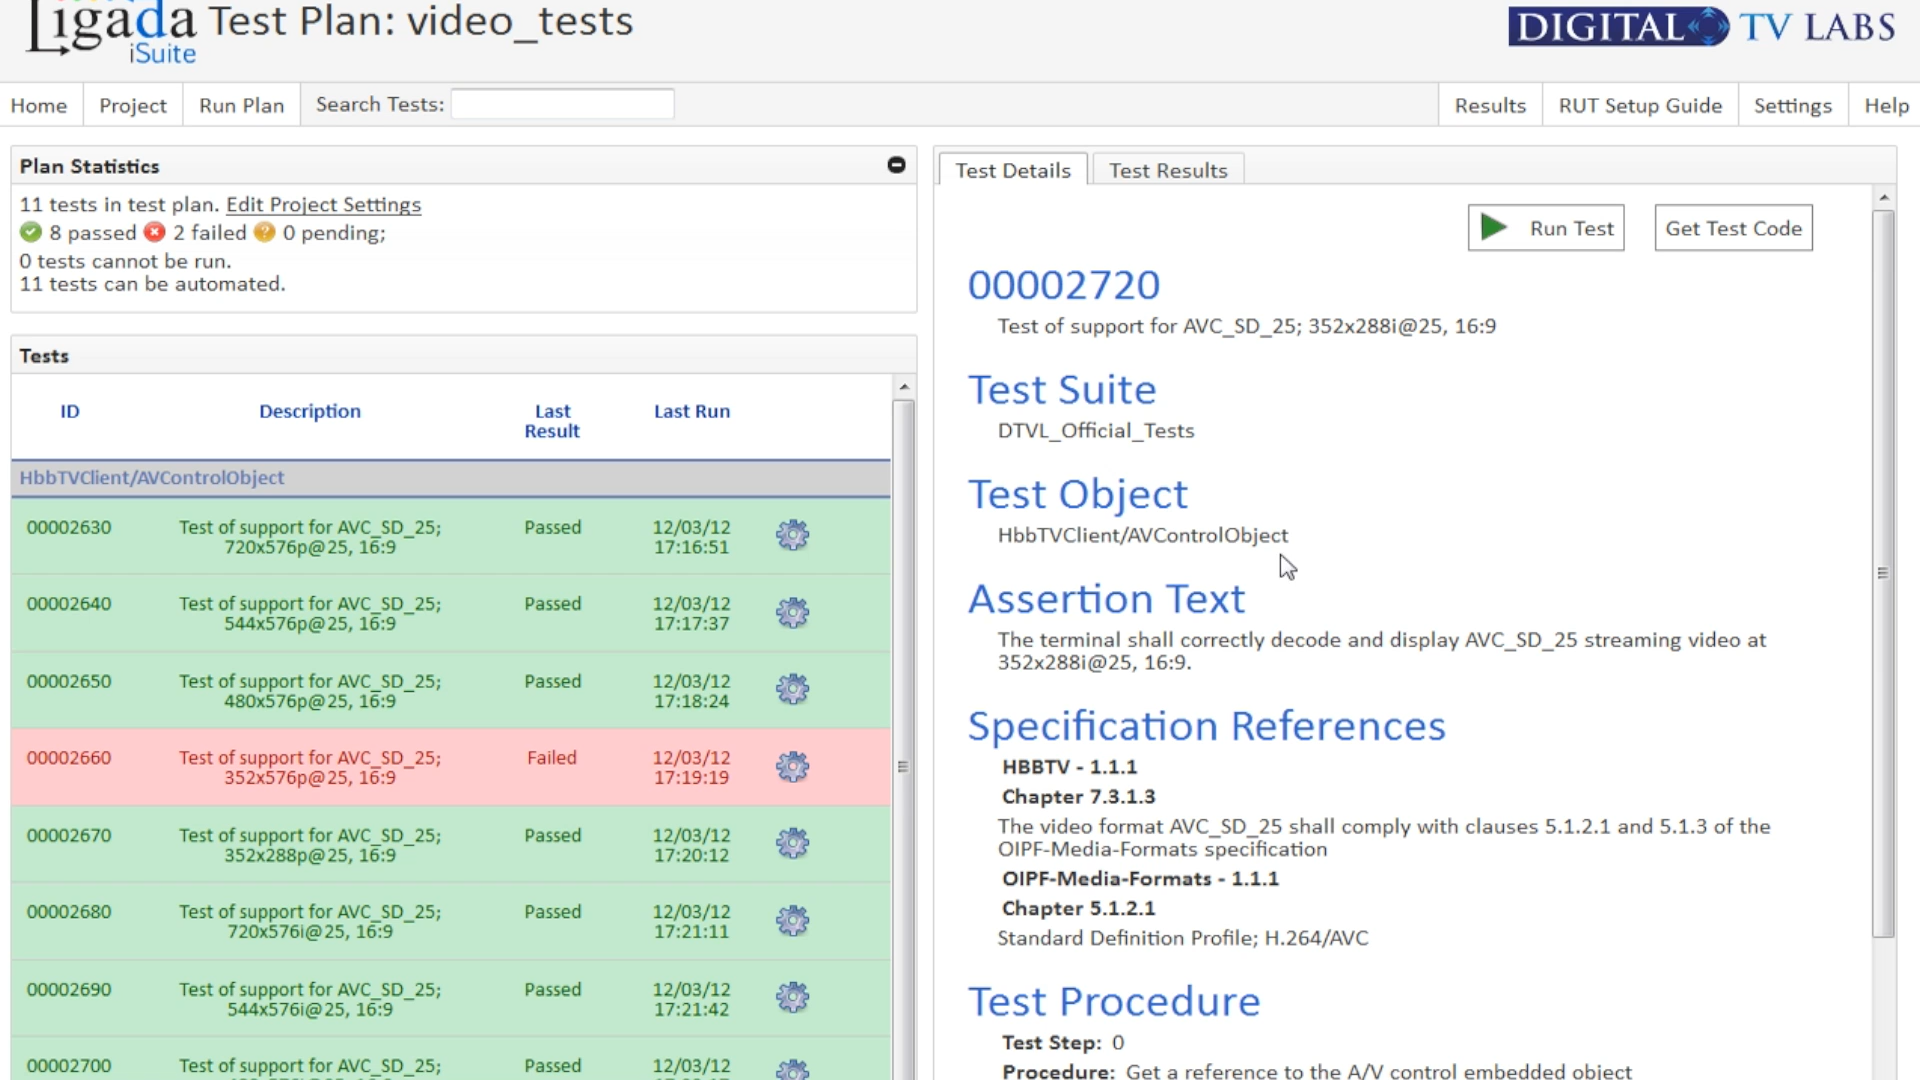 Ligada Test Plan: video_tests
iSuite
DIGITAL TV LABS
Home Project Run Plan Search Tests: Results RUT Setup Guide Settings Help
Plan Statistics
11 tests in test plan. Edit Project Settings
8 passed 2 failed 0 pending;
0 tests cannot be run.
11 tests can be automated.
Tests
ID Description Last Result Last Run
HbbTVClient/AVControlObject
00002630 Test of support for AVC_SD_25; Passed 12/03/12
720x576p@25, 16:9 17:16:51
00002640 Test of support for AVC_SD_25; Passed 12/03/12
544x576p@25, 16:9 17:17:37
00002650 Test of support for AVC_SD_25; Passed 12/03/12
480x576p@25, 16:9 17:18:24
00002660 Test of support for AVC_SD_25; Failed 12/03/12
352x576p@25, 16:9 17:19:19
00002670 Test of support for AVC_SD_25; Passed 12/03/12
352x288p@25, 16:9 17:20:12
00002680 Test of support for AVC_SD_25; Passed 12/03/12
720x576i@25, 16:9 17:21:11
00002690 Test of support for AVC_SD_25; Passed 12/03/12
544x576i@25, 16:9 17:21:42
00002700 Test of support for AVC_SD_25; Passed 12/03/12
Test Details Test Results
Run Test Get Test Code
00002720
Test of support for AVC_SD_25; 352x288i@25, 16:9
Test Suite
DTVL_Official_Tests
Test Object
HbbTVClient/AVControlObject
Assertion Text
The terminal shall correctly decode and display AVC_SD_25 streaming video at
352x288i@25, 16:9.
Specification References
HBBTV - 1.1.1
Chapter 7.3.1.3
The video format AVC_SD_25 shall comply with clauses 5.1.2.1 and 5.1.3 of the
OIPF-Media-Formats specification
OIPF-Media-Formats - 1.1.1
Chapter 5.1.2.1
Standard Definition Profile; H.264/AVC
Test Procedure
Test Step: 0
Procedure: Get a reference to the A/V control embedded object